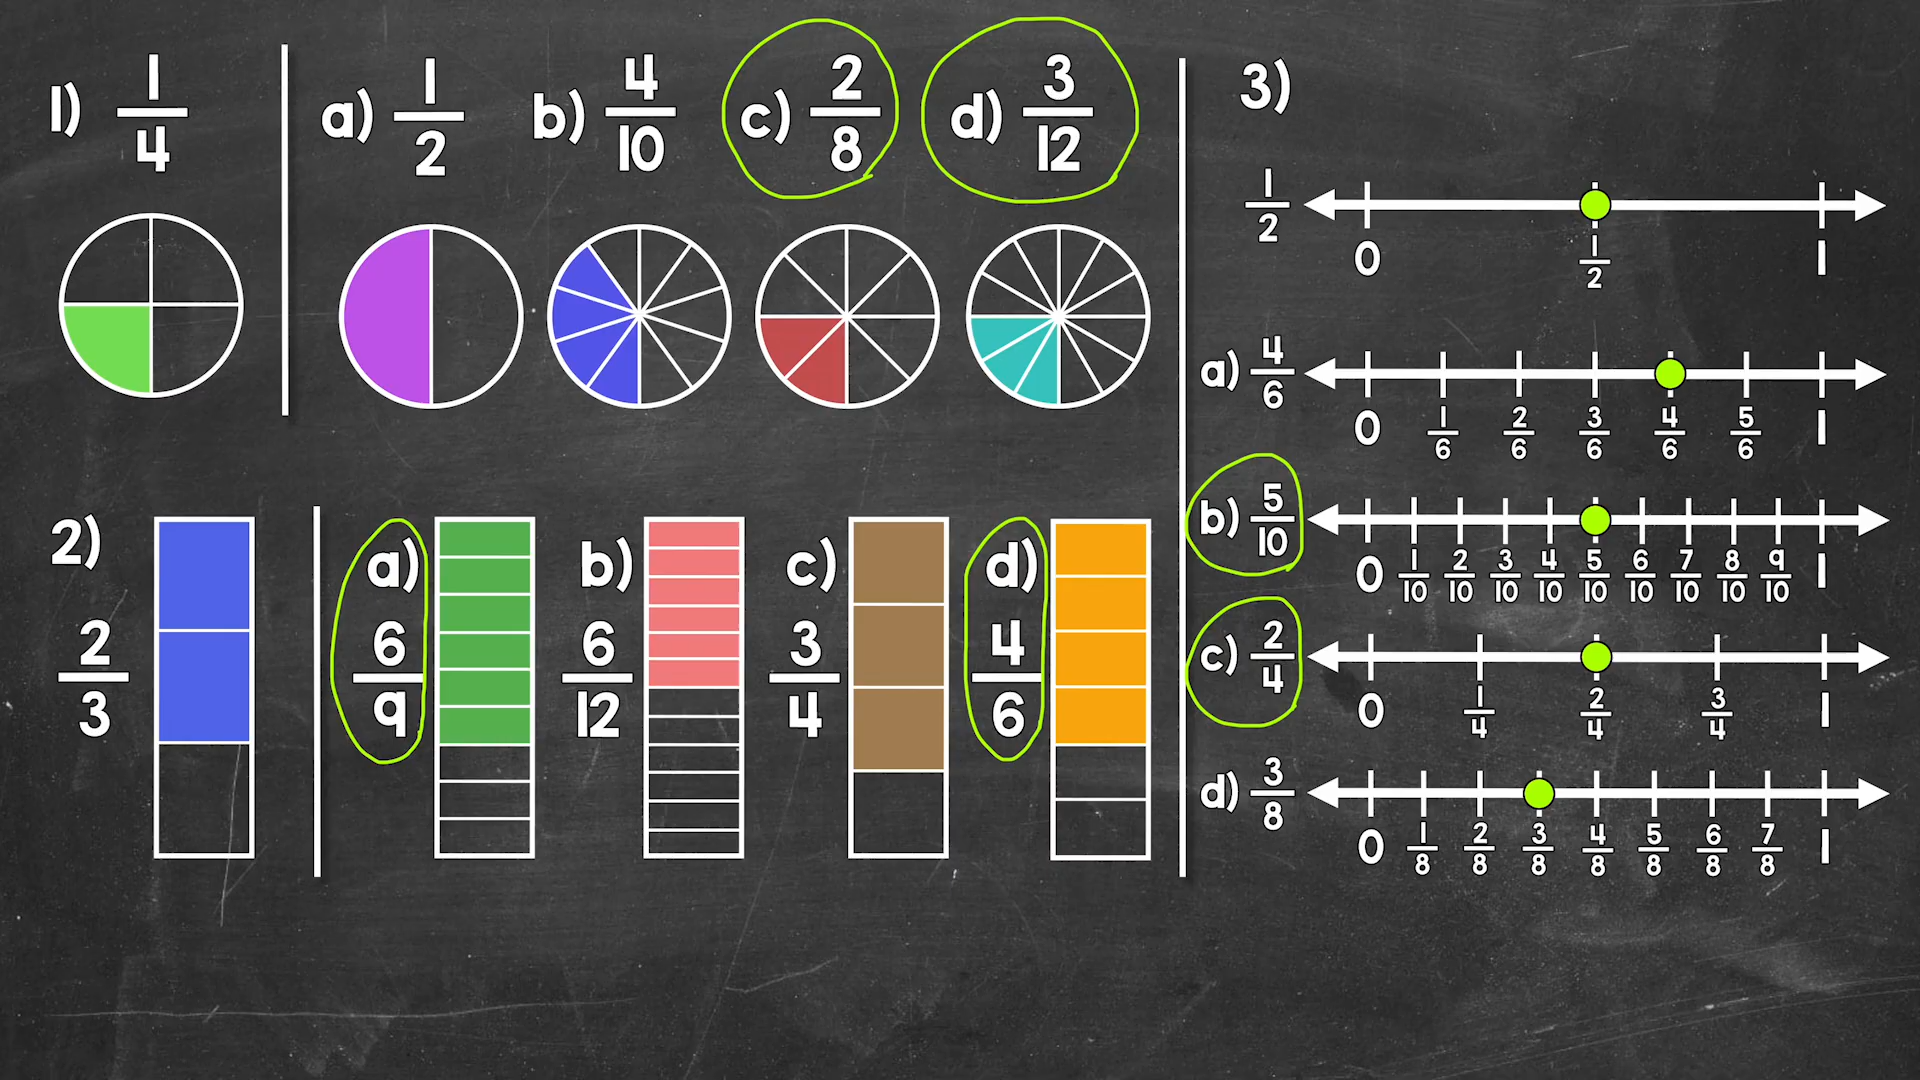 1) 1/4
a) 1/2 b) 4/10 c) 2/8 d) 3/12
2) 2/3
a) 6/9 b) 6/12 c) 3/4 d) 4/6
3)
1/2 0 1/2 1
a) 4/6 0 1/6 2/6 3/6 4/6 5/6 1
b) 5/10 0 1/10 2/10 3/10 4/10 5/10 6/10 7/10 8/10 9/10 1
c) 2/4 0 1/4 2/4 3/4 1
d) 3/8 0 1/8 2/8 3/8 4/8 5/8 6/8 7/8 1